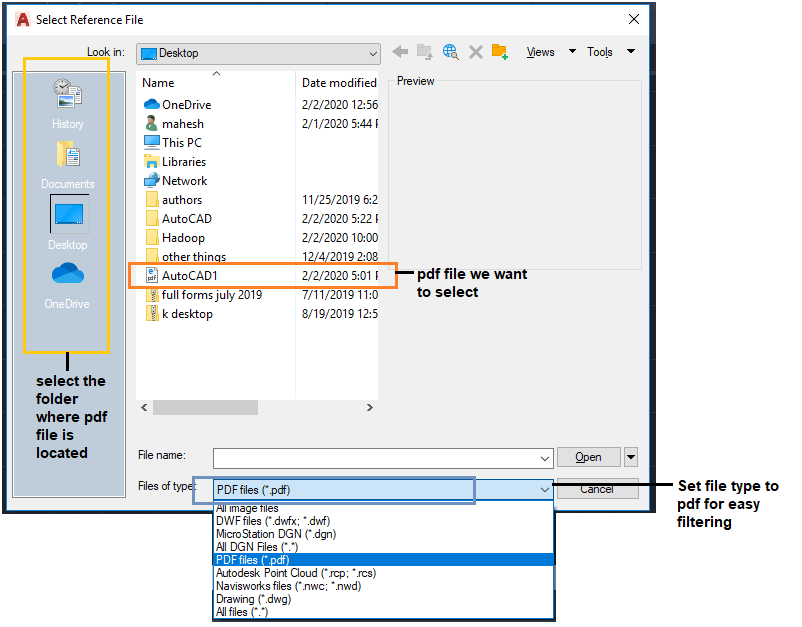 Select Reference File
Look in:
Desktop
Views
Tools
History
Documents
Desktop
OneDrive
Name
Date modified
OneDrive 2/2/2020 12:56
mahesh 2/1/2020 5:44
This PC
Libraries
Network
authors 11/25/2019 6:2
AutoCAD 2/2/2020 5:22
Hadoop 2/2/2020 10:00
other things 12/4/2019 2:08
AutoCAD1 2/2/2020 5:01
full forms july 2019 7/11/2019 11:0
k desktop 8/19/2019 12:5
Preview
pdf file we want
to select
select the
folder
where pdf
file is
located
File name:
Open
Files of type:
PDF files (*.pdf)
Cancel
All image files
DWF files (*.dwfx; *.dwf)
MicroStation DGN (*.dgn)
All DGN Files (*.*)
PDF files (*.pdf)
Autodesk Point Cloud (*.rcp; *.rcs)
Navisworks files (*.nwc; *.nwd)
Drawing (*.dwg)
All files (*.*)
Set file type to
pdf for easy
filtering